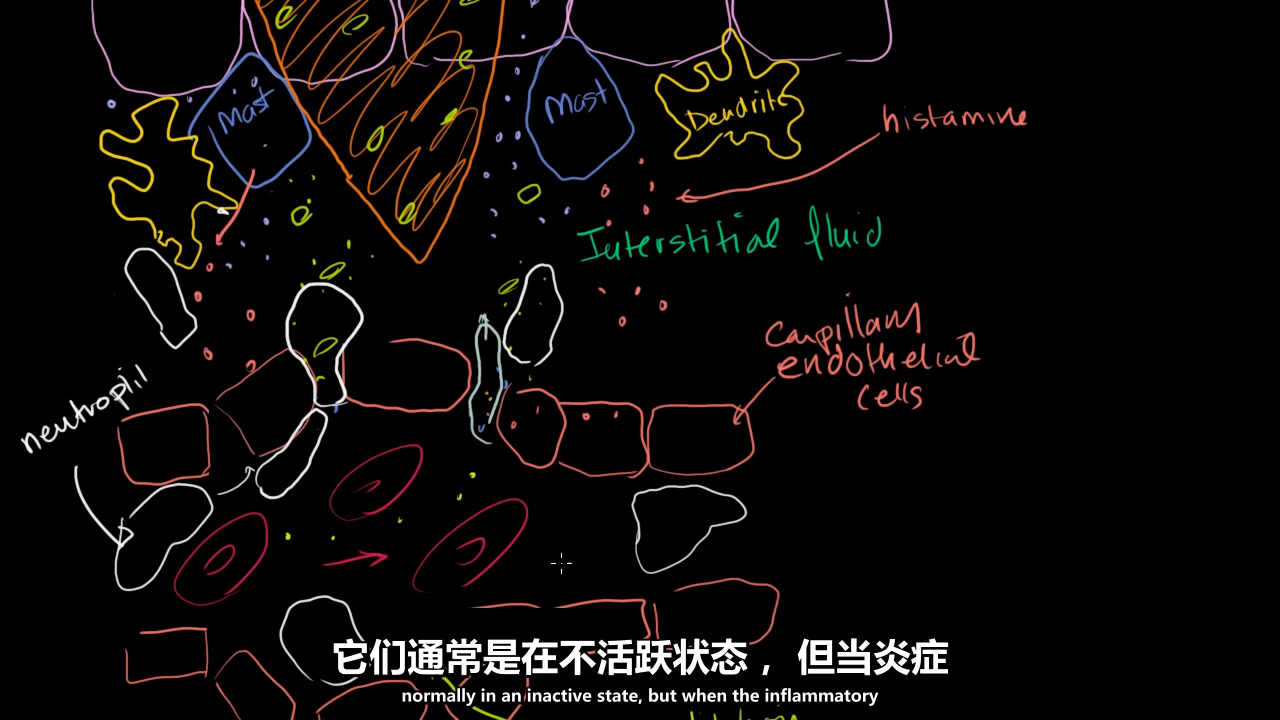 Mast
Mast
Dendrite
histamine
Interstitial fluid
Capillary
endothelial
cells
neutrophil
它们通常是在不活跃状态， 但当炎症
normally in an inactive state, but when the inflammatory